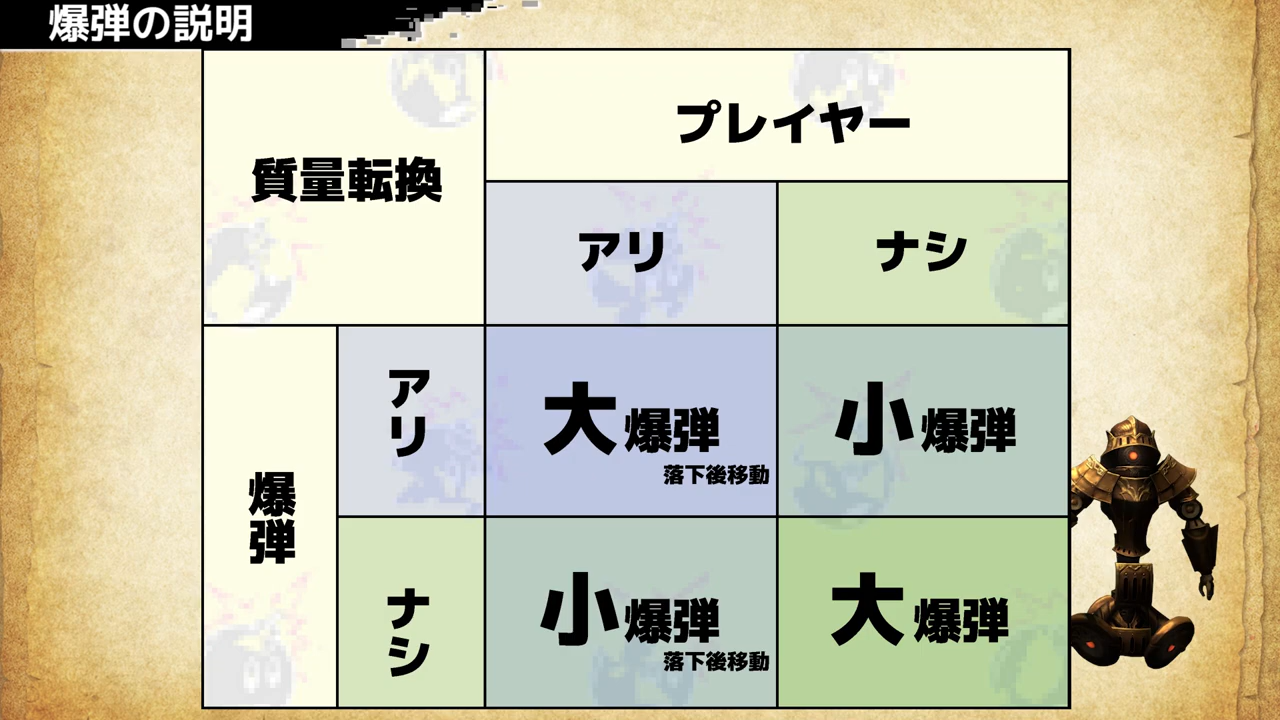 爆弾の説明
質量転換
プレイヤー
アリ
ナシ
爆弾
アリ
大爆弾
落下後移動
小爆弾
ナシ
小爆弾
落下後移動
大爆弾